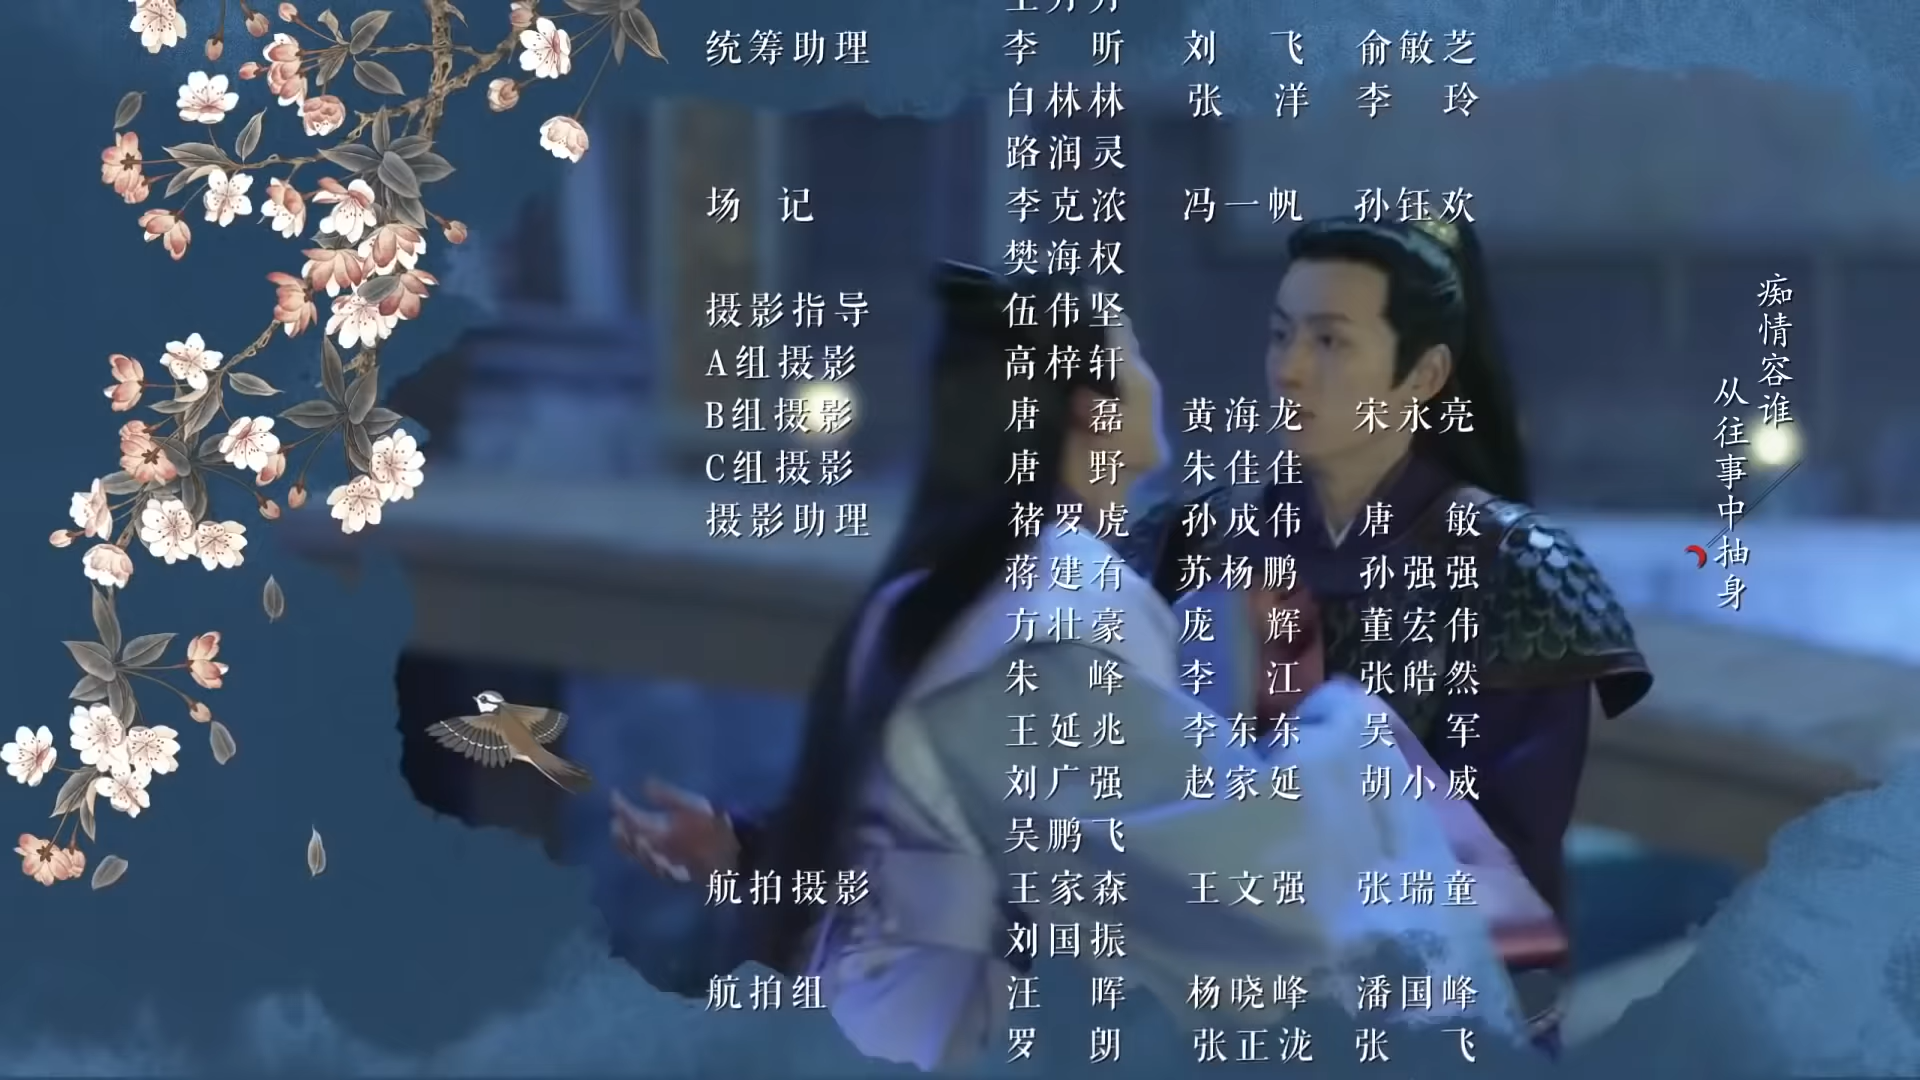 统筹助理 李昕 刘飞 俞敏芝
白林林 张洋 李玲
路润灵
场记 李克浓 冯一帆 孙钰欢
樊海权
摄影指导 伍伟坚
A组摄影 高梓轩
B组摄影 唐磊 黄海龙 宋永亮
C组摄影 唐野 朱佳佳
摄影助理 褚罗虎 孙成伟 唐敏
蒋建有 苏杨鹏 孙强强
方壮豪 庞辉 董宏伟
朱峰 李江 张皓然
王延兆 李东东 吴军
刘广强 赵家延 胡小威
吴鹏飞
航拍摄影 王家森 王文强 张瑞童
刘国振
航拍组 汪晖 杨晓峰 潘国峰
罗朗 张正泷 张飞
痴情容谁
从往事中抽身